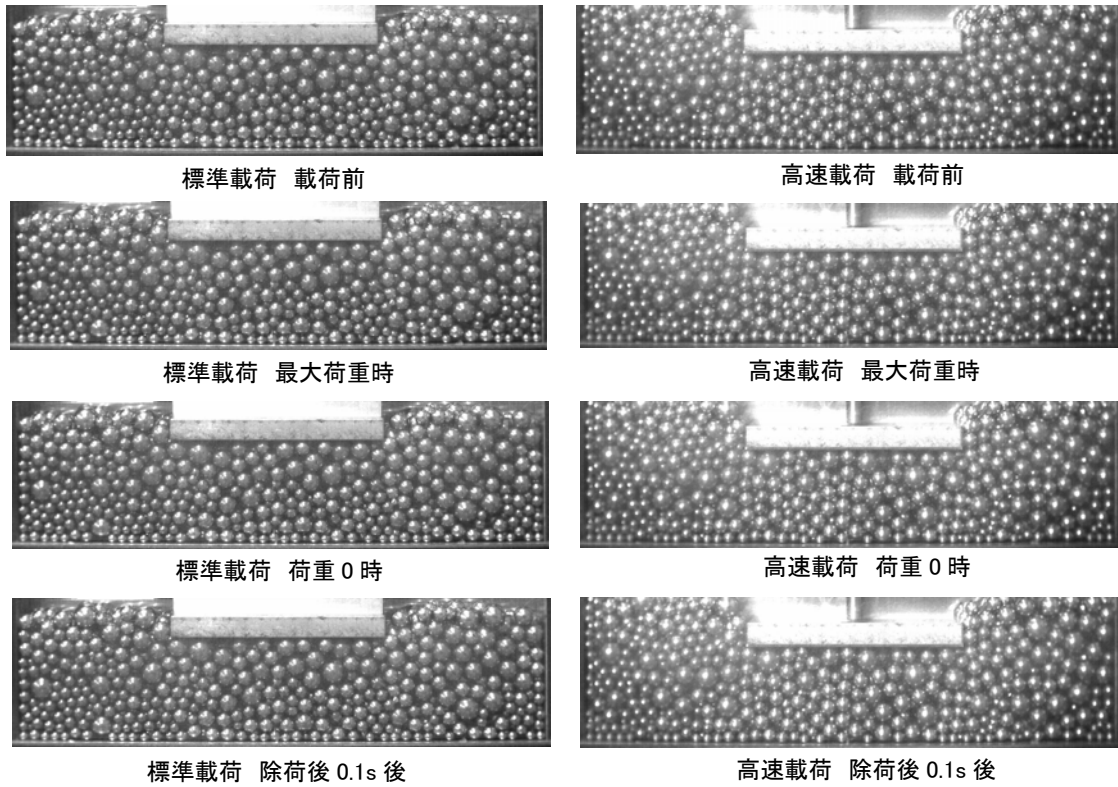 標準載荷 載荷前
高速載荷 載荷前
標準載荷 最大荷重時
高速載荷 最大荷重時
標準載荷 荷重 0 時
高速載荷 荷重 0 時
標準載荷 除荷後 0.1s 後
高速載荷 除荷後 0.1s 後